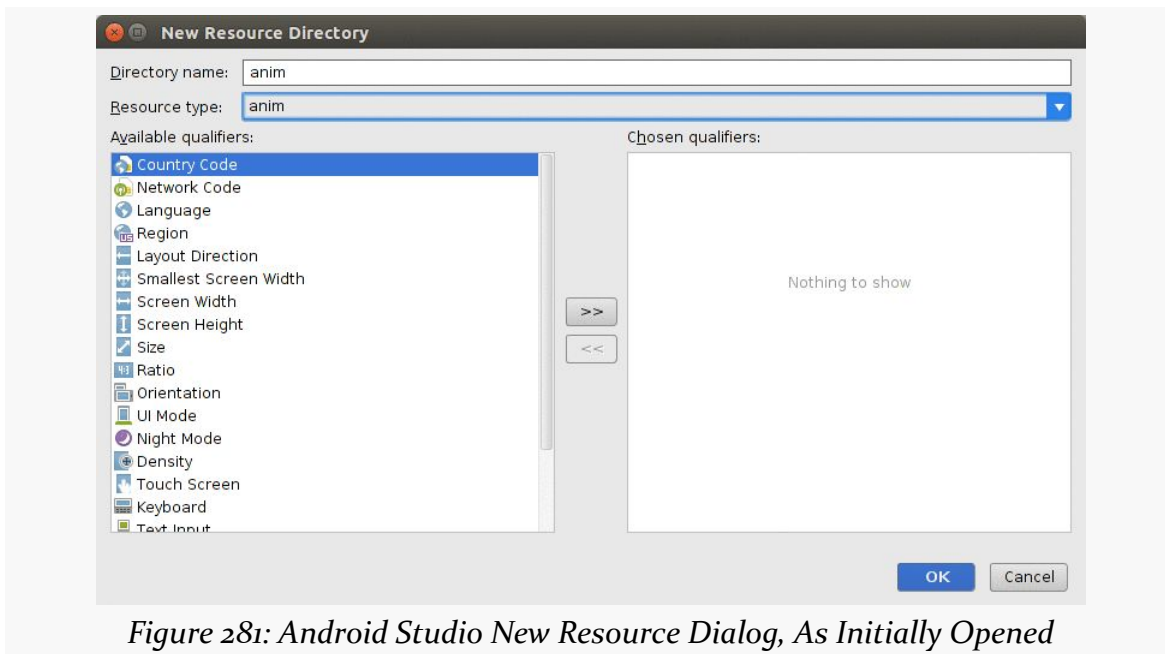 New Resource Directory
Directory name: anim
Resource type: anim
Available qualifiers:
Chosen qualifiers:
Country Code
Network Code
Language
Region
Layout Direction
Smallest Screen Width
Screen Width
Screen Height
Size
Ratio
Orientation
UI Mode
Night Mode
Density
Touch Screen
Keyboard
Text Input
>>
<<
Nothing to show
OK
Cancel
Figure 281: Android Studio New Resource Dialog, As Initially Opened